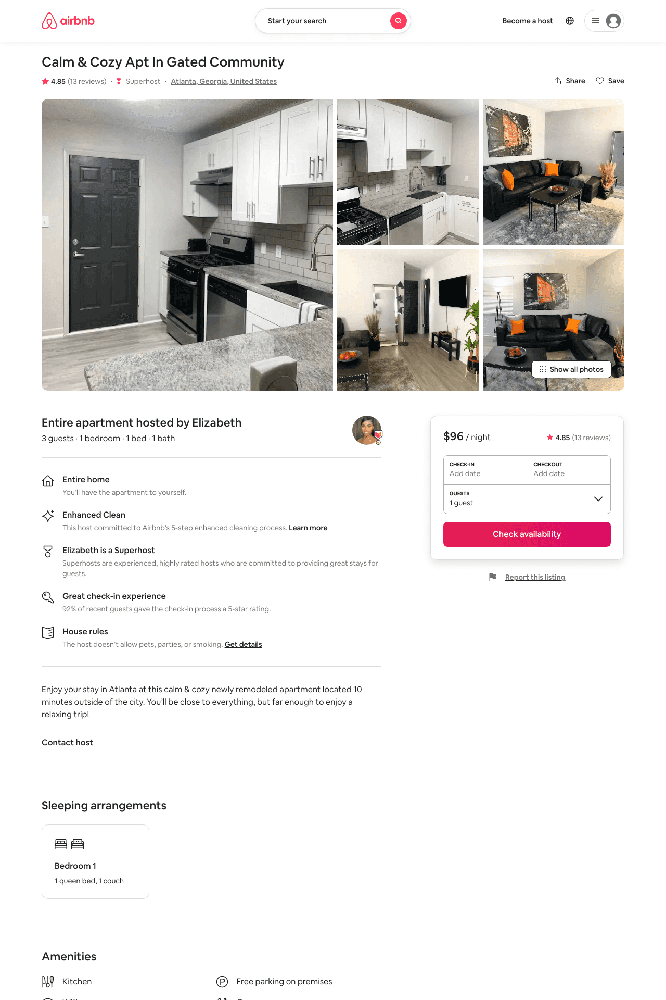 airbnb
Start your search
Become a host
Calm & Cozy Apt In Gated Community
4.85 (13 reviews) · Superhost · Atlanta, Georgia, United States
Share
Save
Show all photos
Entire apartment hosted by Elizabeth
3 guests · 1 bedroom · 1 bed · 1 bath
Entire home
You’ll have the apartment to yourself.
Enhanced Clean
This host committed to Airbnb's 5-step enhanced cleaning process. Learn more
Elizabeth is a Superhost
Superhosts are experienced, highly rated hosts who are committed to providing great stays for
guests.
Great check-in experience
92% of recent guests gave the check-in process a 5-star rating.
House rules
The host doesn’t allow pets, parties, or smoking. Get details
Enjoy your stay in Atlanta at this calm & cozy newly remodeled apartment located 10
minutes outside of the city. You’ll be close to everything, but far enough to enjoy a
relaxing trip!
Contact host
Sleeping arrangements
Bedroom 1
1 queen bed, 1 couch
Amenities
Kitchen
Free parking on premises
$96 / night
4.85 (13 reviews)
CHECK-IN
Add date
CHECKOUT
Add date
GUESTS
1 guest
Check availability
Report this listing